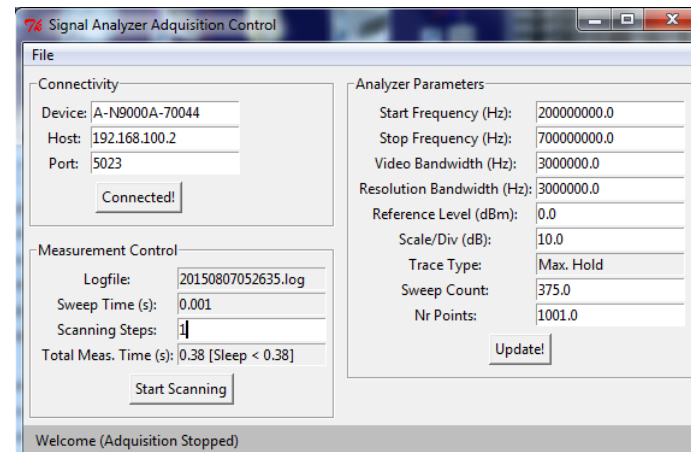 Signal Analyzer Adquisition Control
File
Connectivity
Device: A-N9000A-70044
Host: 192.168.100.2
Port: 5023
Connected!
Measurement Control
Logfile: 20150807052635.log
Sweep Time (s): 0.001
Scanning Steps: 1
Total Meas. Time (s): 0.38 [Sleep < 0.38]
Start Scanning
Analyzer Parameters
Start Frequency (Hz): 200000000.0
Stop Frequency (Hz): 700000000.0
Video Bandwidth (Hz): 3000000.0
Resolution Bandwidth (Hz): 3000000.0
Reference Level (dBm): 0.0
Scale/Div (dB): 10.0
Trace Type: Max. Hold
Sweep Count: 375.0
Nr Points: 1001.0
Update!
Welcome (Adquisition Stopped)